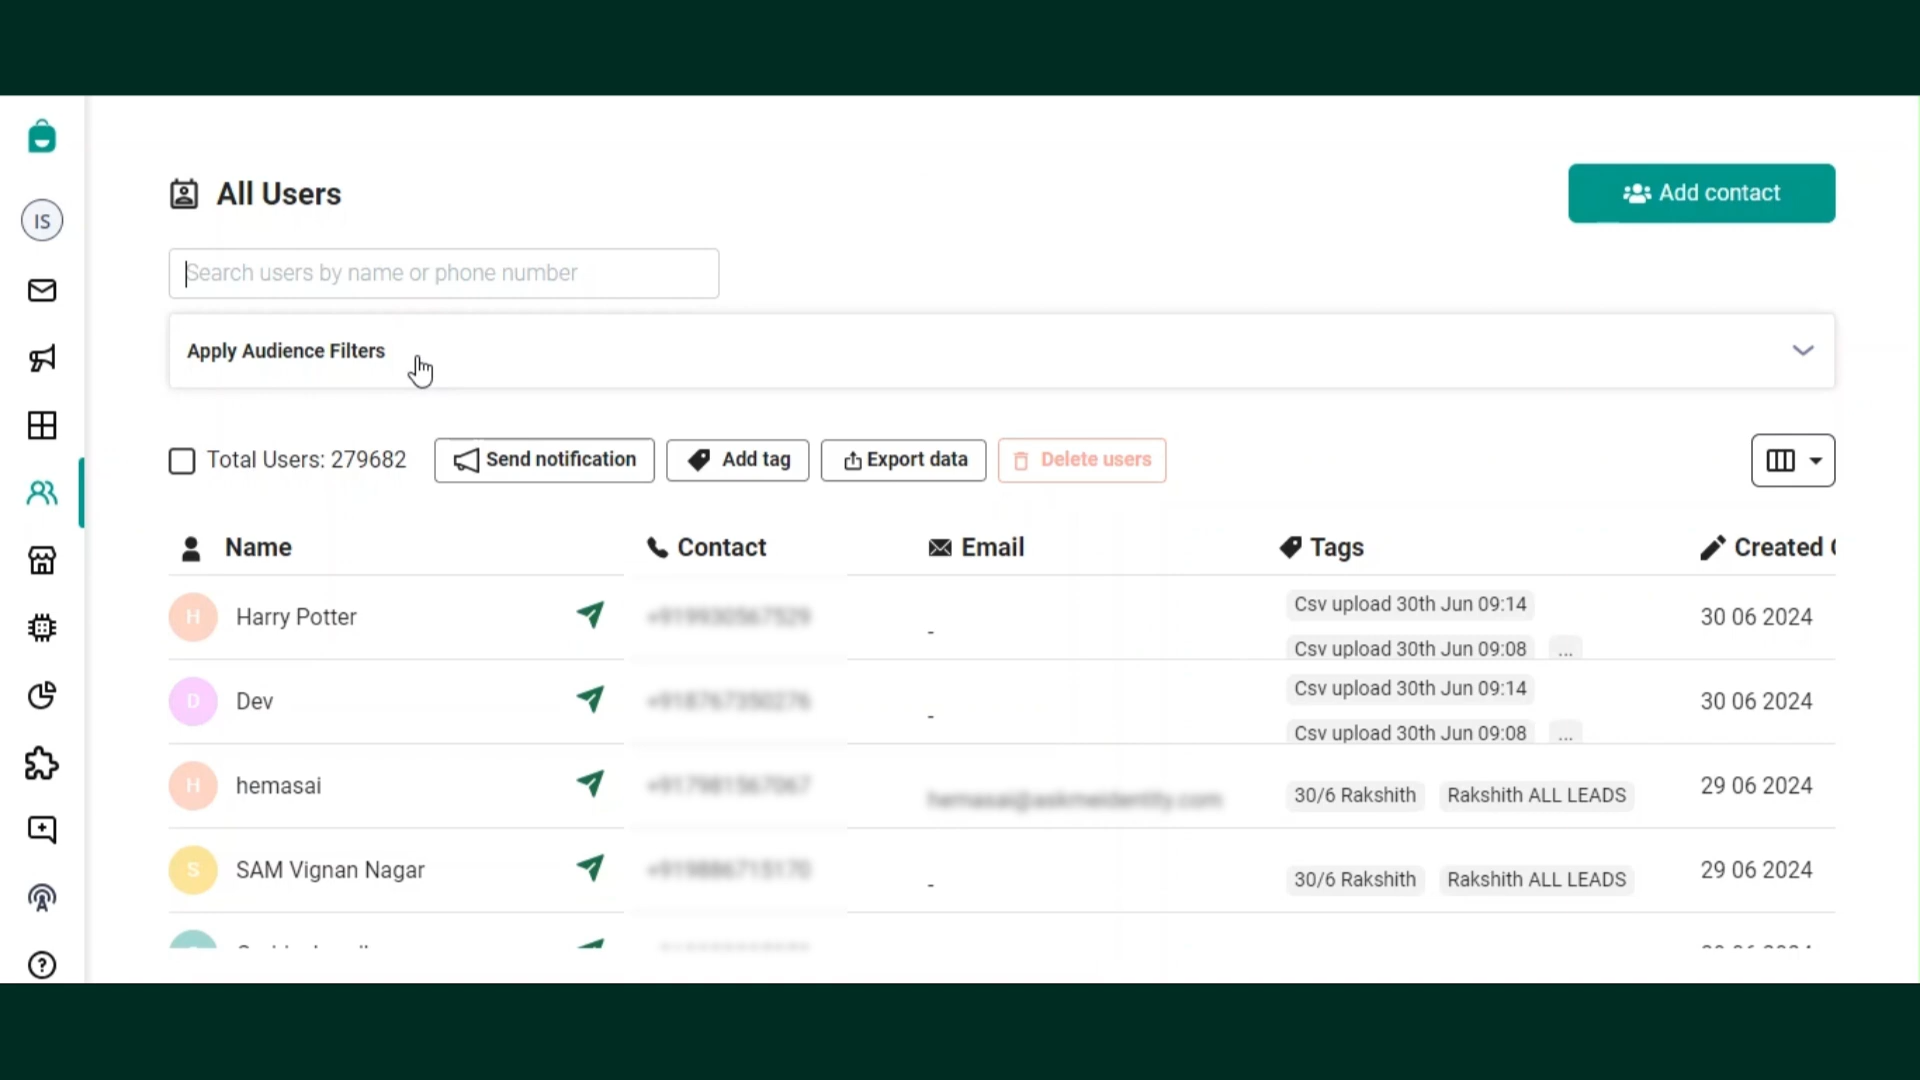 IS
All Users
Add contact
Search users by name or phone number
Apply Audience Filters
Total Users: 279682
Send notification
Add tag
Export data
Delete users
Name
Contact
Email
Tags
Created
H
Harry Potter
-
Csv upload 30th Jun 09:14
Csv upload 30th Jun 09:08
...
30 06 2024
D
Dev
-
Csv upload 30th Jun 09:14
Csv upload 30th Jun 09:08
...
30 06 2024
H
hemasai
30/6 Rakshith
Rakshith ALL LEADS
29 06 2024
S
SAM Vignan Nagar
-
30/6 Rakshith
Rakshith ALL LEADS
29 06 2024